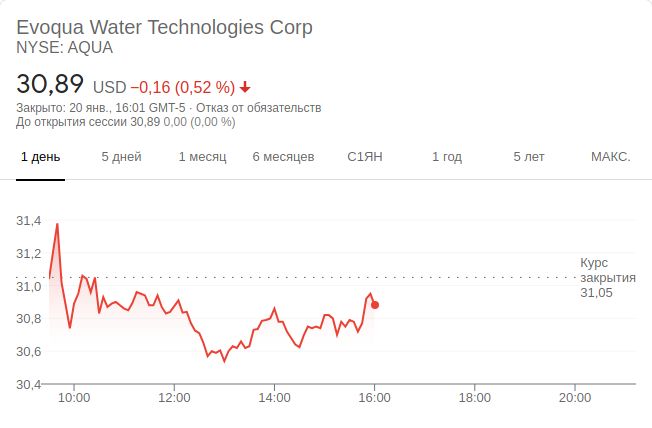 Evoqua Water Technologies Corp
NYSE: AQUA
30,89 USD −0,16 (0,52 %)
Закрыто: 20 янв., 16:01 GMT-5 · Отказ от обязательств
До открытия сессии 30,89 0,00 (0,00 %)
1 день 5 дней 1 месяц 6 месяцев С1ЯН 1 год 5 лет МАКС.
31,4
31,2
31,0
30,8
30,6
30,4
Курс
закрытия
31,05
10:00 12:00 14:00 16:00 18:00 20:00